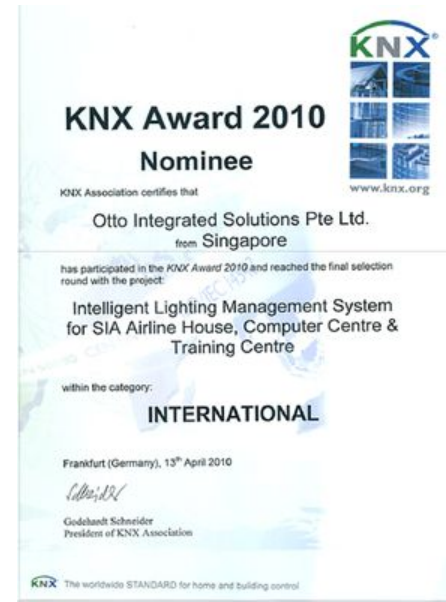 KNX®
KNX Award 2010
Nominee
www.knx.org
KNX Association certifies that
Otto Integrated Solutions Pte Ltd.
from Singapore
has participated in the KNX Award 2010 and reached the final selection
round with the project:
Intelligent Lighting Management System
for SIA Airline House, Computer Centre &
Training Centre
within the category:
INTERNATIONAL
Frankfurt (Germany), 13th April 2010
Godehardt Schneider
President of KNX Association
KNX The worldwide STANDARD for home and building control